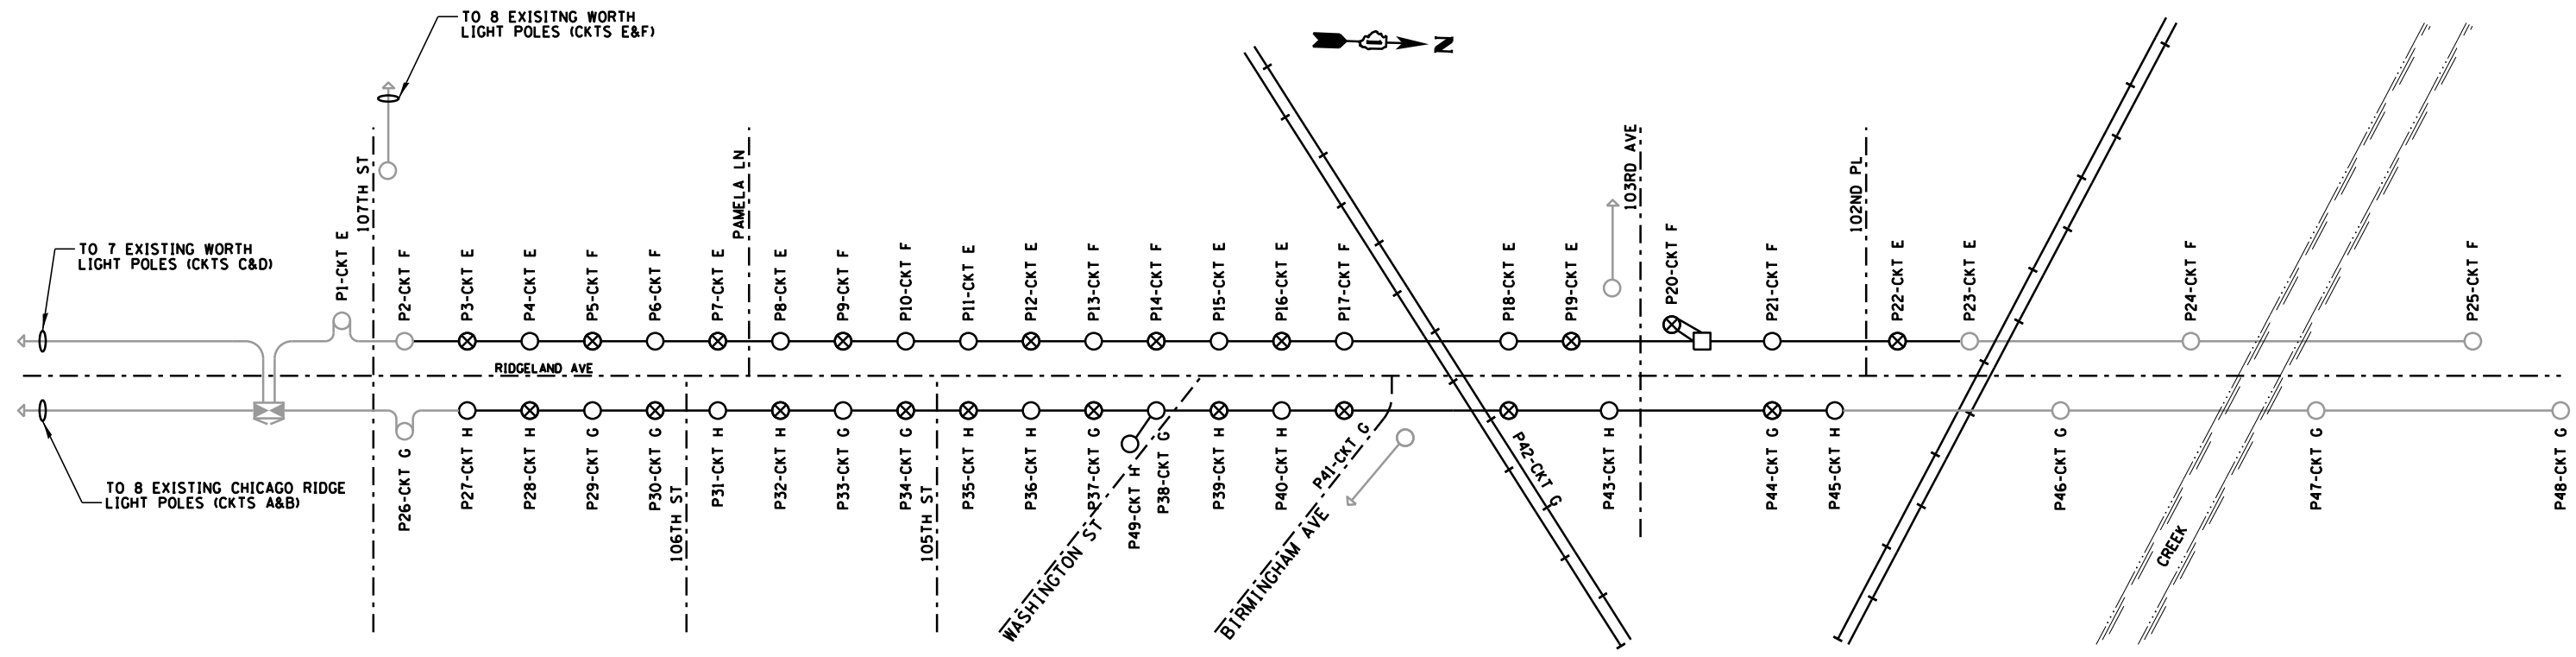 TO 8 EXISITNG WORTH
LIGHT POLES (CKTS E&F)
N
107TH ST
PAMELA LN
103RD AVE
102ND PL
TO 7 EXISTING WORTH
LIGHT POLES (CKTS C&D)
P1-CKT E
P2-CKT F
P3-CKT E
P4-CKT E
P5-CKT F
P6-CKT F
P7-CKT E
P8-CKT E
P9-CKT F
P10-CKT F
P11-CKT E
P12-CKT E
P13-CKT F
P14-CKT F
P15-CKT E
P16-CKT E
P17-CKT F
P18-CKT E
P19-CKT E
P20-CKT F
P21-CKT F
P22-CKT E
P23-CKT E
P24-CKT F
P25-CKT F
RIDGELAND AVE
TO 8 EXISTING CHICAGO RIDGE
LIGHT POLES (CKTS A&B)
P26-CKT G
P27-CKT H
P28-CKT H
P29-CKT G
P30-CKT G
106TH ST
P31-CKT H
P32-CKT H
P33-CKT G
P34-CKT G
105TH ST
P35-CKT H
P36-CKT H
P37-CKT G
WASHINGTON ST
P49-CKT H
P38-CKT G
P39-CKT H
P40-CKT H
P41-CKT G
BIRMINGHAM AVE
P42-CKT G
P43-CKT H
P44-CKT G
P45-CKT H
P46-CKT G
CREEK
P47-CKT G
P48-CKT G